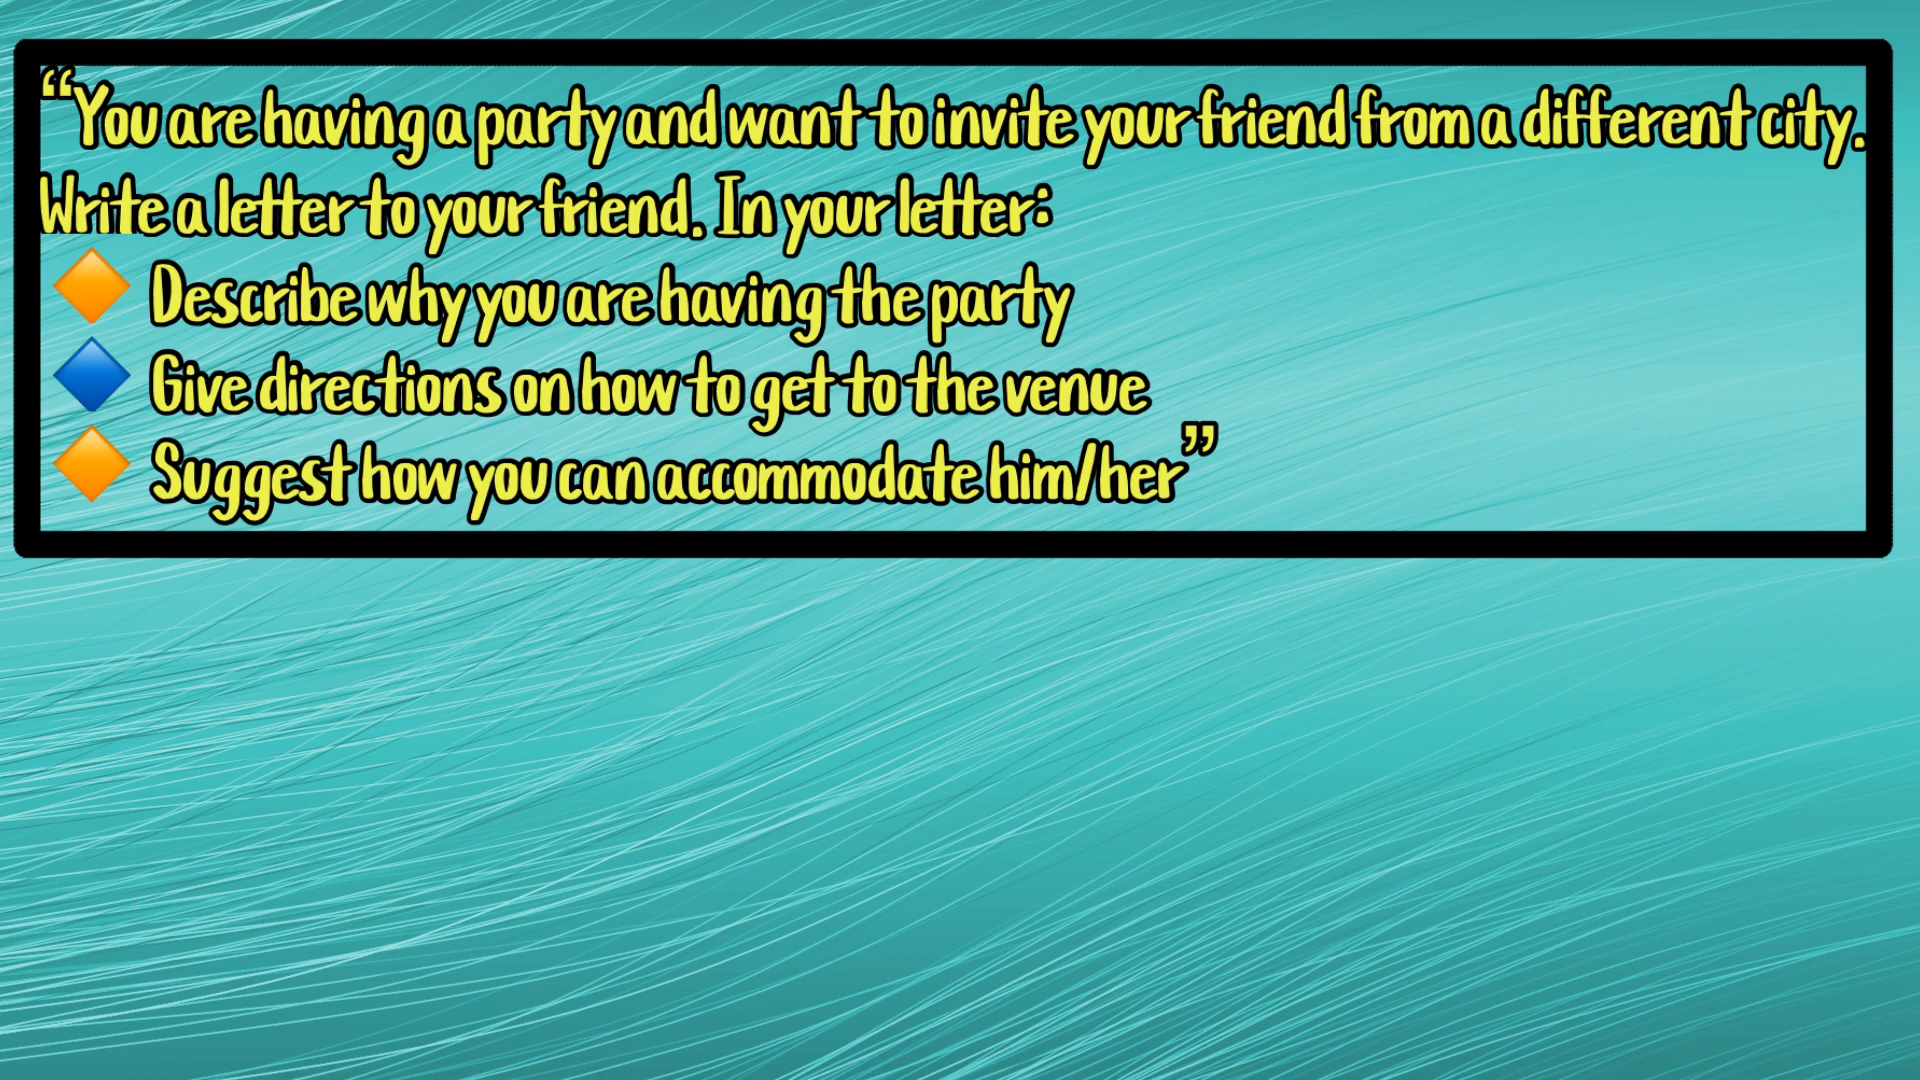 “You are having a party and want to invite your friend from a different city.
Write a letter to your friend. In your letter:
🔶 Describe why you are having the party
🔷 Give directions on how to get to the venue
🔶 Suggest how you can accommodate him/her”